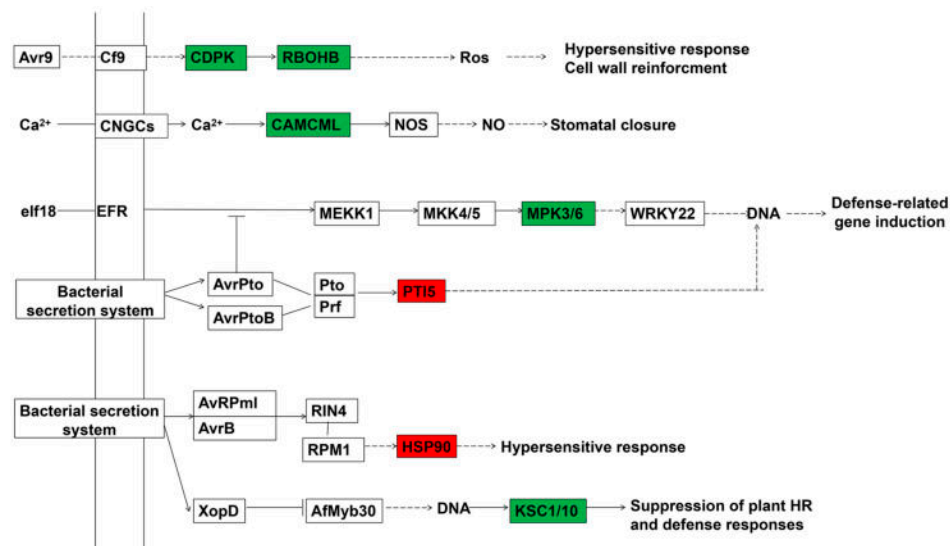 Avr9
Cf9
CDPK
RBOHB
Ros
Hypersensitive response
Cell wall reinforcment
Ca²⁺
CNGCs
Ca²⁺
CAMCML
NOS
NO
Stomatal closure
elf18
EFR
MEKK1
MKK4/5
MPK3/6
WRKY22
DNA
Defense-related
gene induction
Bacterial
secretion system
AvrPto
AvrPtoB
Pto
Prf
PTI5
Bacterial secretion
system
AvRPml
AvrB
RIN4
RPM1
HSP90
Hypersensitive response
XopD
AfMyb30
DNA
KSC1/10
Suppression of plant HR
and defense responses